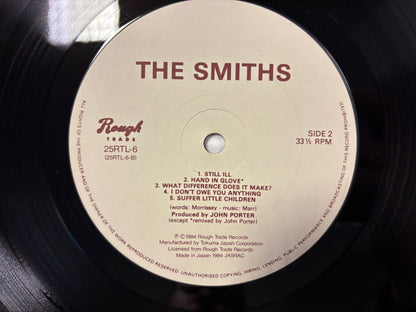 THE SMITHS
Rough
TRADE
25RTL-6
(25RTL-6-B)
SIDE 2
33⅓ RPM
1. STILL ILL
2. HAND IN GLOVE*
3. WHAT DIFFERENCE DOES IT MAKE?
4. I DON'T OWE YOU ANYTHING
5. SUFFER LITTLE CHILDREN
(words: Morrissey - music: Marr)
Produced by JOHN PORTER
(except *remixed by John Porter)
Ⓟ © 1984 Rough Trade Records
Manufactured by Tokuma Japan Corporation
Licensed from Rough Trade Records
Made in Japan 1984 JASRAC
ALL RIGHTS OF THE MANUFACTURER AND OF THE OWNER OF THE WORK REPRODUCED RESERVED. UNAUTHORISED COPYING, HIRING, LENDING, PUBLIC PERFORMANCE AND BROADCASTING OF THIS RECORD PROHIBITED